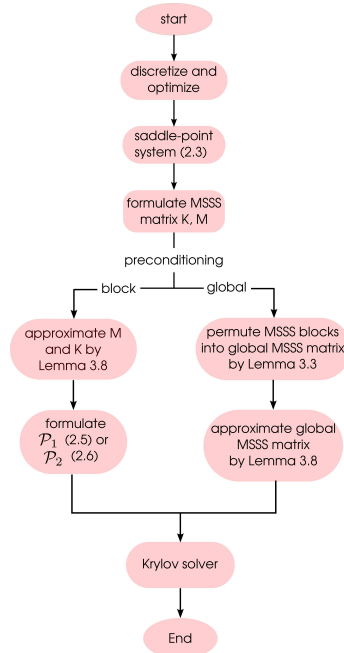 start
discretize and
optimize
saddle-point
system (2.3)
formulate MSSS
matrix K, M
preconditioning
block
global
approximate M
and K by
Lemma 3.8
permute MSSS blocks
into global MSSS matrix
by Lemma 3.3
formulate
𝒫₁ (2.5) or
𝒫₂ (2.6)
approximate global
MSSS matrix
by Lemma 3.8
Krylov solver
End